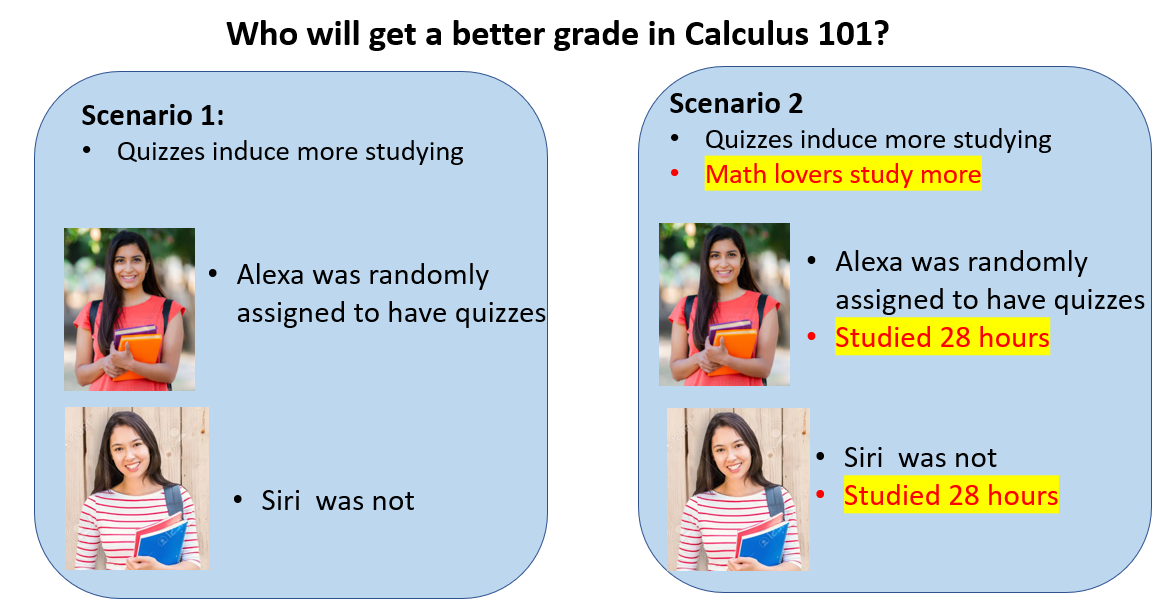 Who will get a better grade in Calculus 101?
Scenario 1:
• Quizzes induce more studying
• Alexa was randomly
assigned to have quizzes
• Siri  was not
Scenario 2
• Quizzes induce more studying
• Math lovers study more
• Alexa was randomly
assigned to have quizzes
• Studied 28 hours
• Siri  was not
• Studied 28 hours